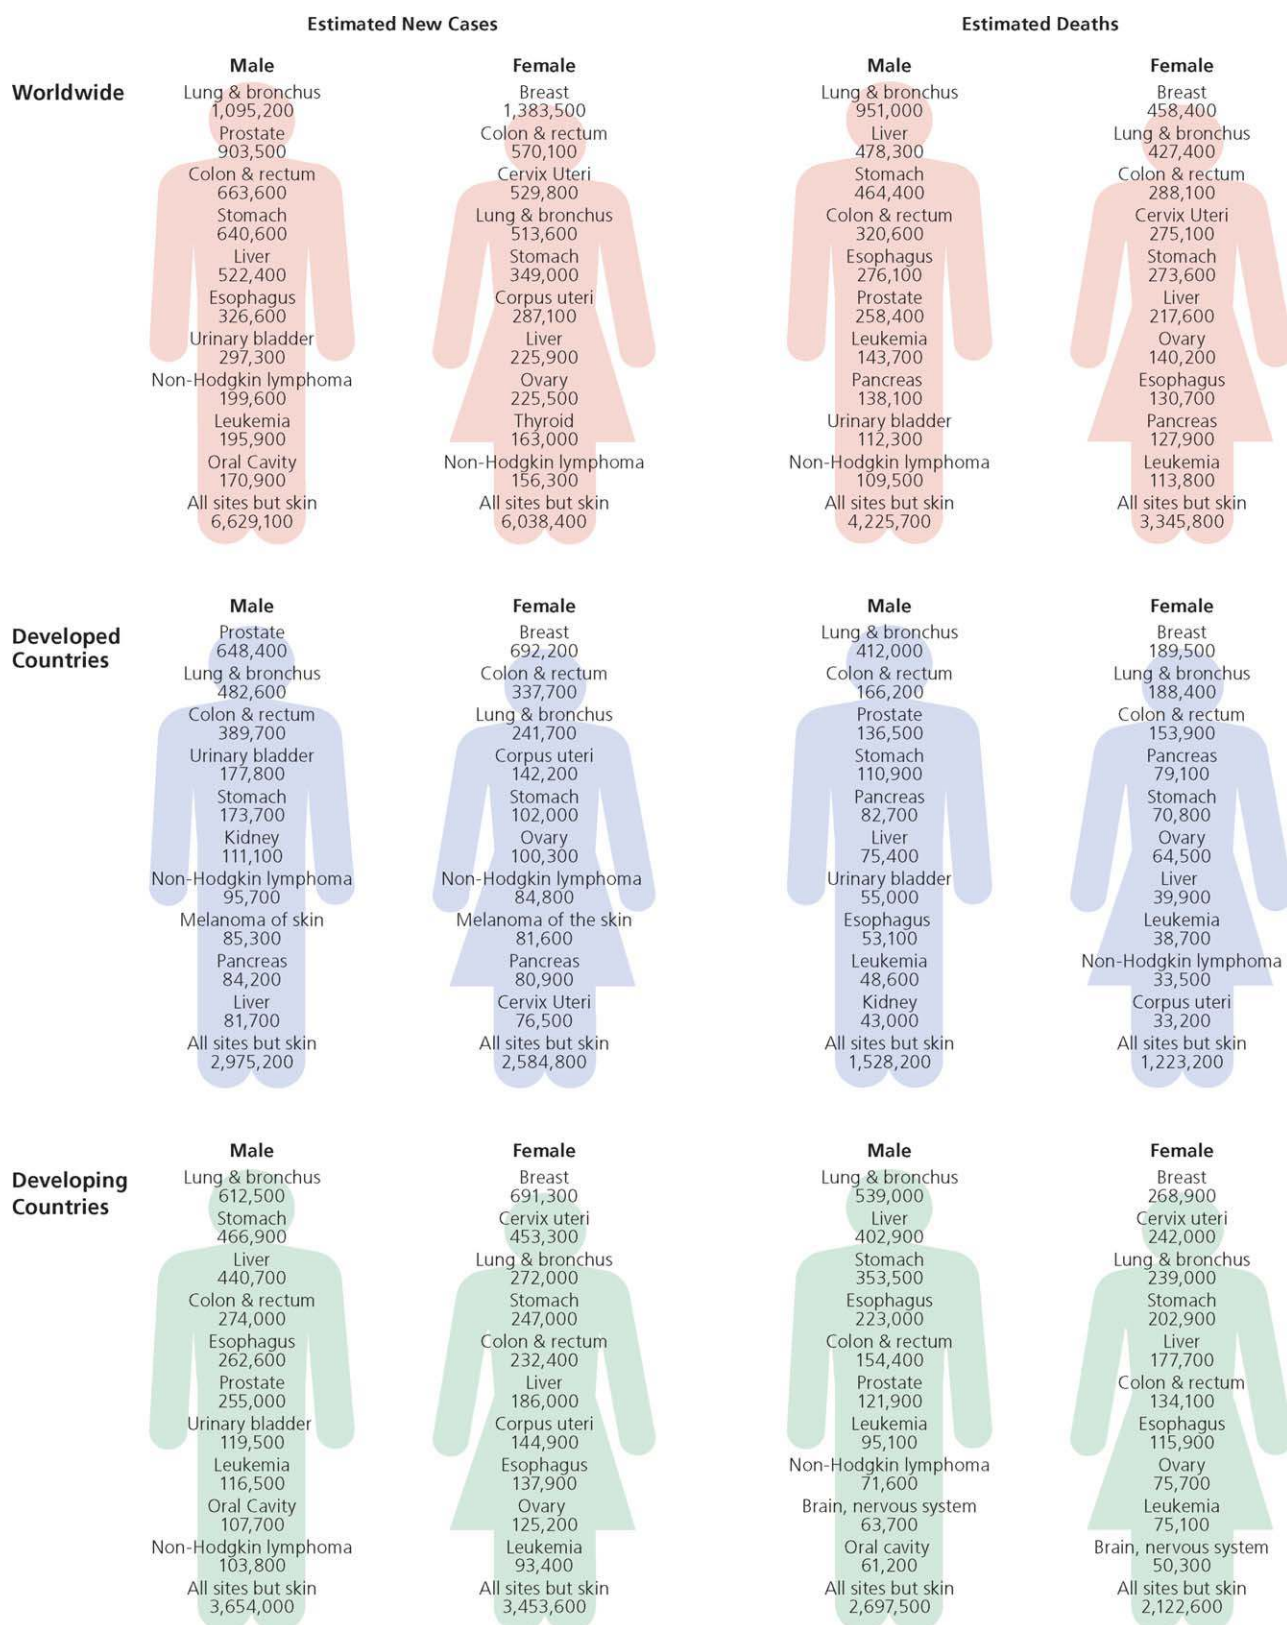 Estimated New Cases
Estimated Deaths
Worldwide
Male
Lung & bronchus
1,095,200
Prostate
903,500
Colon & rectum
663,600
Stomach
640,600
Liver
522,400
Esophagus
326,600
Urinary bladder
297,300
Non-Hodgkin lymphoma
199,600
Leukemia
195,900
Oral Cavity
170,900
All sites but skin
6,629,100
Female
Breast
1,383,500
Colon & rectum
570,100
Cervix Uteri
529,800
Lung & bronchus
513,600
Stomach
349,000
Corpus uteri
287,100
Liver
225,900
Ovary
225,500
Thyroid
163,000
Non-Hodgkin lymphoma
156,300
All sites but skin
6,038,400
Male
Lung & bronchus
951,000
Liver
478,300
Stomach
464,400
Colon & rectum
320,600
Esophagus
276,100
Prostate
258,400
Leukemia
143,700
Pancreas
138,100
Urinary bladder
112,300
Non-Hodgkin lymphoma
109,500
All sites but skin
4,225,700
Female
Breast
458,400
Lung & bronchus
427,400
Colon & rectum
288,100
Cervix Uteri
275,100
Stomach
273,600
Liver
217,600
Ovary
140,200
Esophagus
130,700
Pancreas
127,900
Leukemia
113,800
All sites but skin
3,345,800
Developed
Countries
Male
Prostate
648,400
Lung & bronchus
482,600
Colon & rectum
389,700
Urinary bladder
177,800
Stomach
173,700
Kidney
111,100
Non-Hodgkin lymphoma
95,700
Melanoma of skin
85,300
Pancreas
84,200
Liver
81,700
All sites but skin
2,975,200
Female
Breast
692,200
Colon & rectum
337,700
Lung & bronchus
241,700
Corpus uteri
142,200
Stomach
102,000
Ovary
100,300
Non-Hodgkin lymphoma
84,800
Melanoma of the skin
81,600
Pancreas
80,900
Cervix Uteri
76,500
All sites but skin
2,584,800
Male
Lung & bronchus
412,000
Colon & rectum
166,200
Prostate
136,500
Stomach
110,900
Pancreas
82,700
Liver
75,400
Urinary bladder
55,000
Esophagus
53,100
Leukemia
48,600
Kidney
43,000
All sites but skin
1,528,200
Female
Breast
189,500
Lung & bronchus
188,400
Colon & rectum
153,900
Pancreas
79,100
Stomach
70,800
Ovary
64,500
Liver
39,900
Leukemia
38,700
Non-Hodgkin lymphoma
33,500
Corpus uteri
33,200
All sites but skin
1,223,200
Developing
Countries
Male
Lung & bronchus
612,500
Stomach
466,900
Liver
440,700
Colon & rectum
274,000
Esophagus
262,600
Prostate
255,000
Urinary bladder
119,500
Leukemia
116,500
Oral Cavity
107,700
Non-Hodgkin lymphoma
103,800
All sites but skin
3,654,000
Female
Breast
691,300
Cervix uteri
453,300
Lung & bronchus
272,000
Stomach
247,000
Colon & rectum
232,400
Liver
186,000
Corpus uteri
144,900
Esophagus
137,900
Ovary
125,200
Leukemia
93,400
All sites but skin
3,453,600
Male
Lung & bronchus
539,000
Liver
402,900
Stomach
353,500
Esophagus
223,000
Colon & rectum
154,400
Prostate
121,900
Leukemia
95,100
Non-Hodgkin lymphoma
71,600
Brain, nervous system
63,700
Oral cavity
61,200
All sites but skin
2,697,500
Female
Breast
268,900
Cervix uteri
242,000
Lung & bronchus
239,000
Stomach
202,900
Liver
177,700
Colon & rectum
134,100
Esophagus
115,900
Ovary
75,700
Leukemia
75,100
Brain, nervous system
50,300
All sites but skin
2,122,600